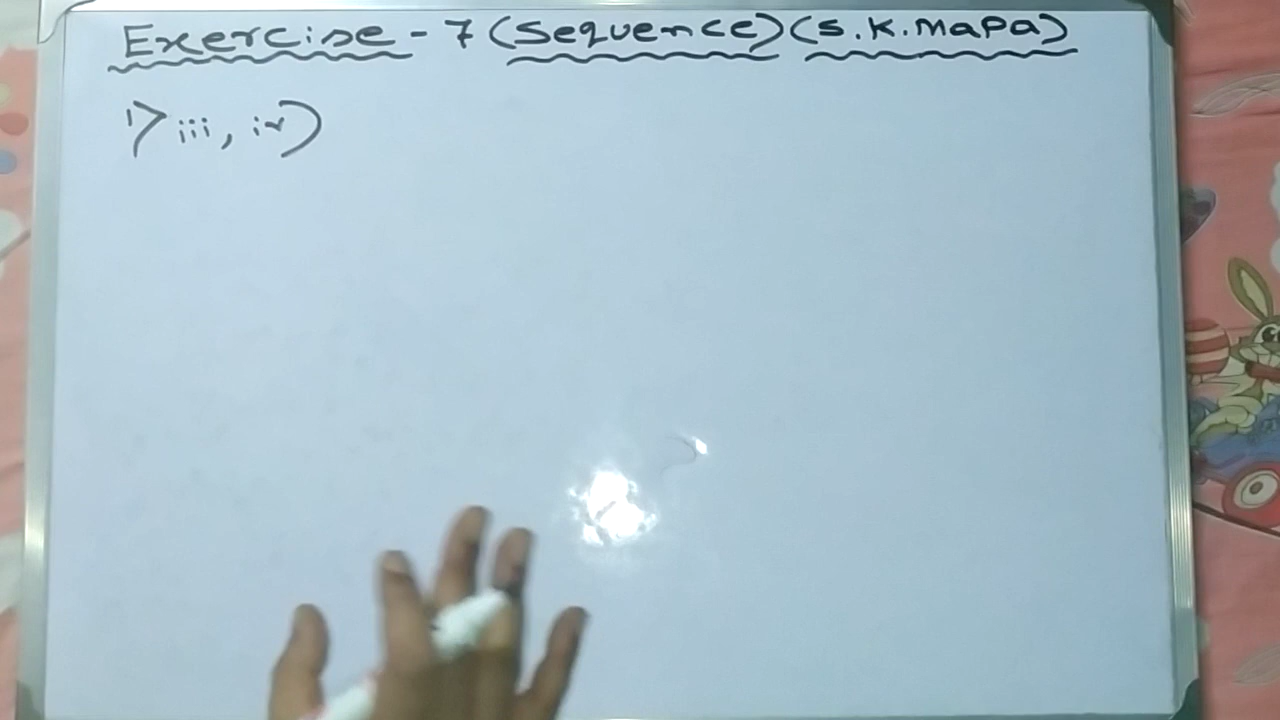 Exercise - 7 (Sequence) (S.K.Mapa)
1) iii, iv)